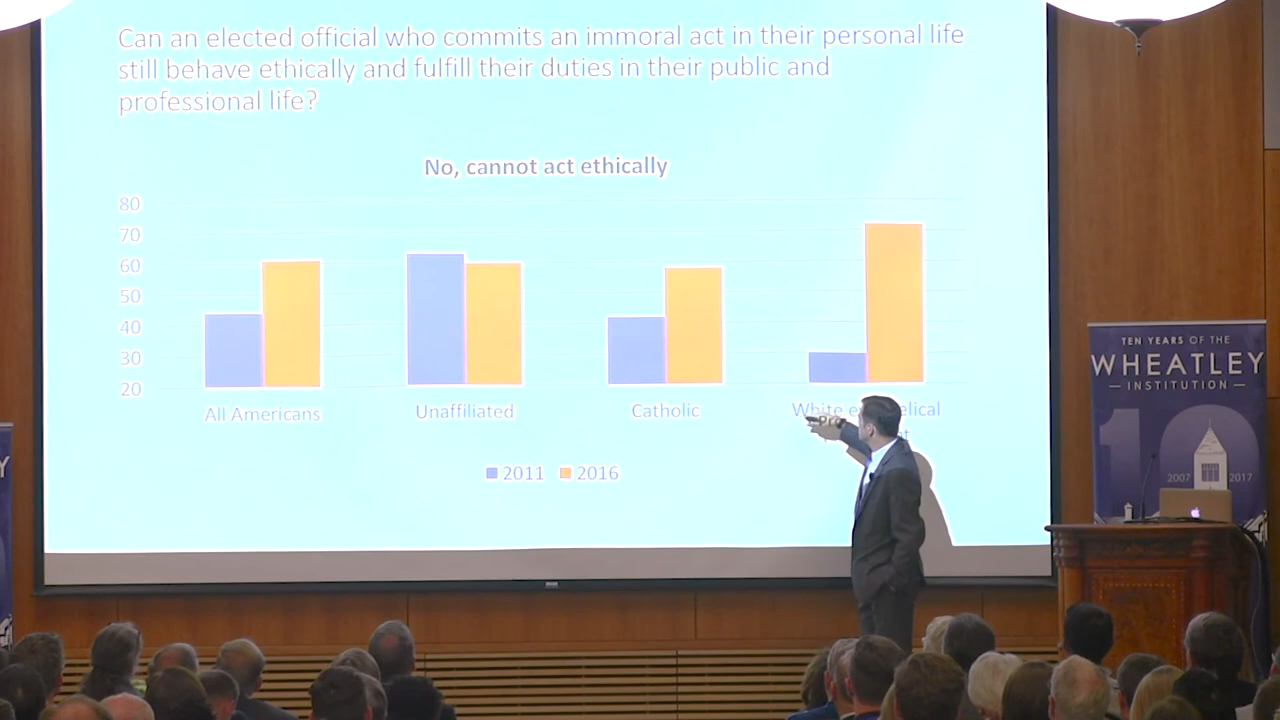 Can an elected official who commits an immoral act in their personal life
still behave ethically and fulfill their duties in their public and
professional life?
No, cannot act ethically
80
70
60
50
40
30
20
All Americans
Unaffiliated
Catholic
White
2011
2016
TEN YEARS OF THE
WHEATLEY
INSTITUTION
10
2007
2017
Y